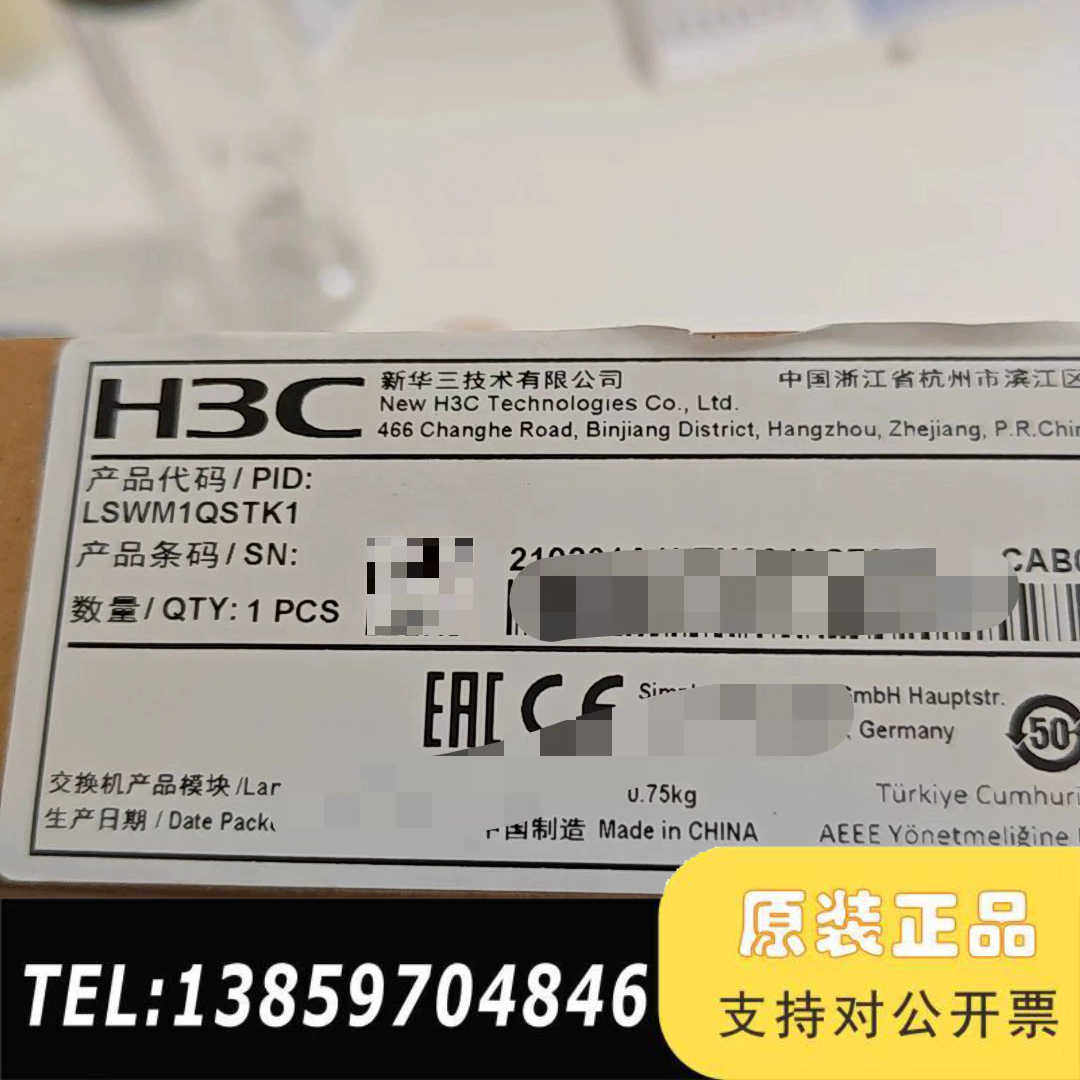 H3C
新华三技术有限公司
中国浙江省杭州市滨江区
New H3C Technologies Co., Ltd.
466 Changhe Road, Binjiang District, Hangzhou, Zhejiang, P.R.Chin
产品代码/PID:
LSWM1QSTK1
产品条码/SN:
CAB0
数量/QTY: 1 PCS
EAC CE
GmbH Hauptstr.
Germany
50
交换机产品模块/Lar
0.75kg
Türkiye Cumhuri
生产日期/Date Pack
中国制造 Made in CHINA
AEEE Yönetmeliğine
原装正品
TEL:13859704846
支持对公开票